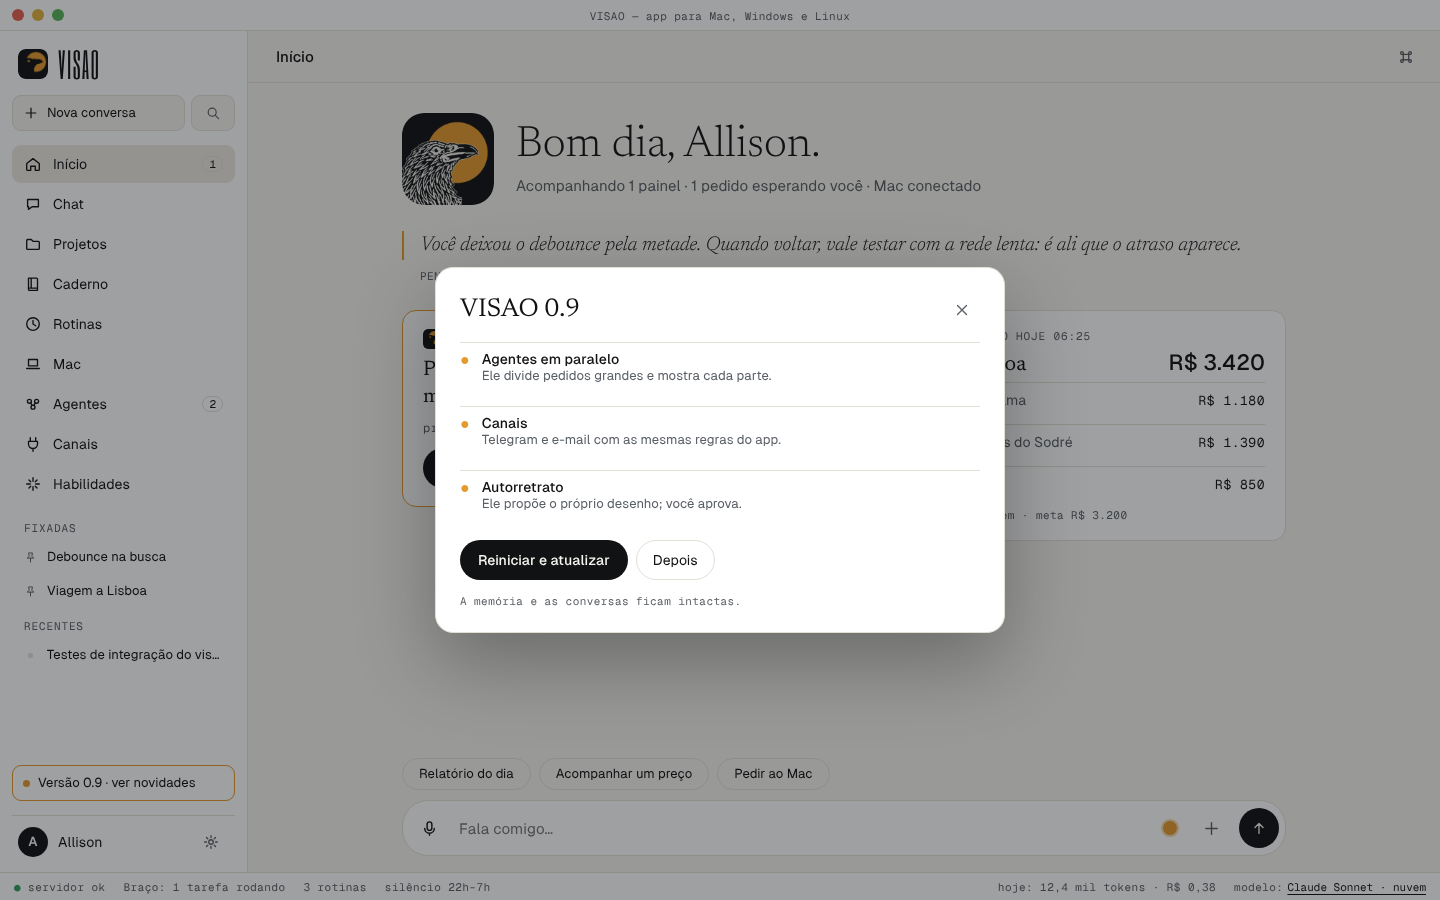 VISAO — app para Mac, Windows e Linux
VISAO
Nova conversa
Início 1
Chat
Projetos
Caderno
Rotinas
Mac
Agentes 2
Canais
Habilidades
FIXADAS
Debounce na busca
Viagem a Lisboa
RECENTES
Testes de integração do vis…
Versão 0.9 · ver novidades
A Allison
Início
Bom dia, Allison.
Acompanhando 1 painel · 1 pedido esperando você · Mac conectado
Você deixou o debounce pela metade. Quando voltar, vale testar com a rede lenta: é ali que o atraso aparece.
VISAO 0.9
Agentes em paralelo
Ele divide pedidos grandes e mostra cada parte.
Canais
Telegram e e-mail com as mesmas regras do app.
Autorretrato
Ele propõe o próprio desenho; você aprova.
Reiniciar e atualizar
Depois
A memória e as conversas ficam intactas.
HOJE 06:25
R$ 3.420
R$ 1.180
do Sodré R$ 1.390
R$ 850
· meta R$ 3.200
Relatório do dia
Acompanhar um preço
Pedir ao Mac
Fala comigo…
servidor ok
Braço: 1 tarefa rodando
3 rotinas
silêncio 22h-7h
hoje: 12,4 mil tokens · R$ 0,38
modelo: Claude Sonnet · nuvem